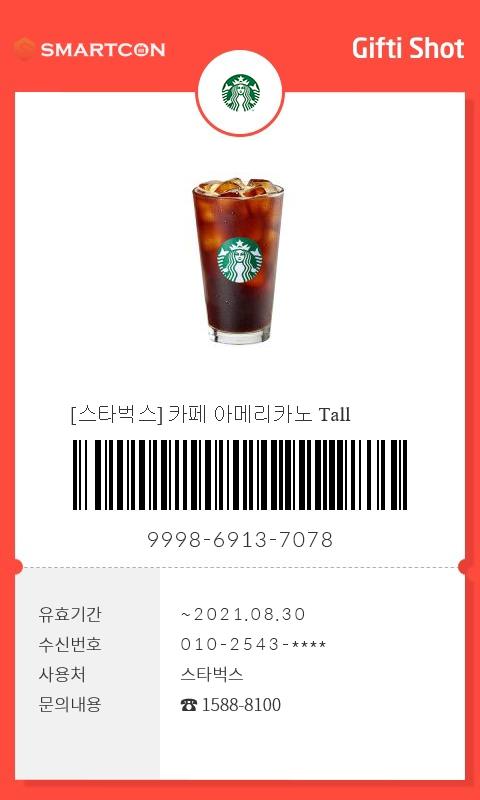 SMARTCON
Gifti Shot
[스타벅스] 카페 아메리카노 Tall
9998-6913-7078
유효기간 ~2021.08.30
수신번호 010-2543-****
사용처 스타벅스
문의내용 ☎ 1588-8100